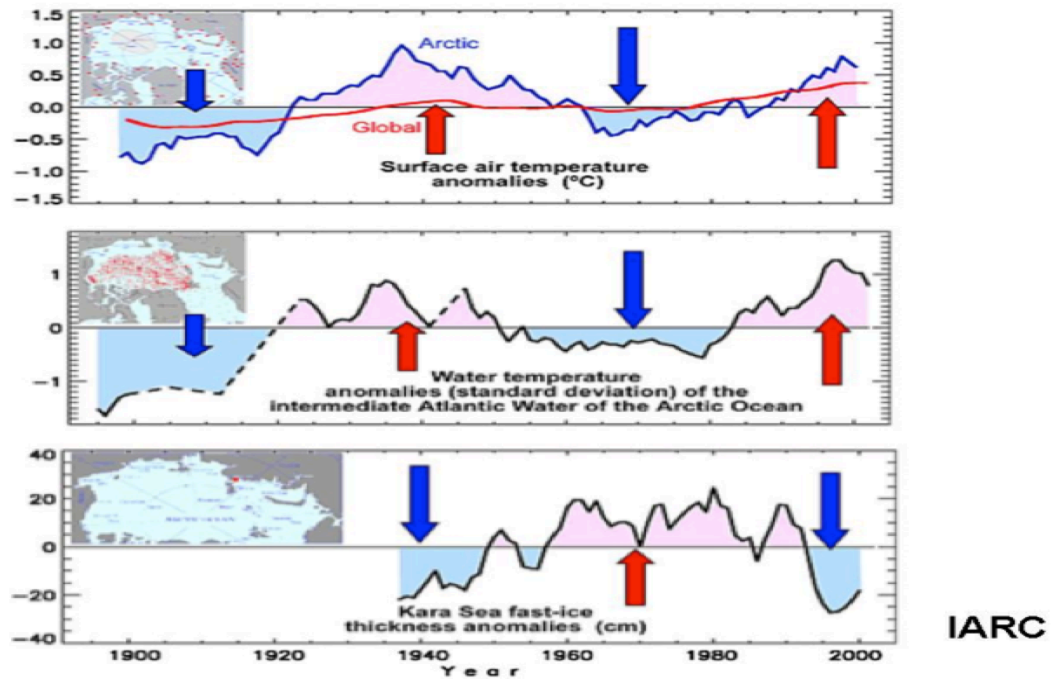 1.5
1.0
0.5
0.0
-0.5
-1.0
-1.5
Arctic
Global
Surface air temperature
anomalies (ºC)
1
0
-1
Water temperature
anomalies (standard deviation) of the
intermediate Atlantic Water of the Arctic Ocean
40
20
0
-20
-40
Kara Sea fast-ice
thickness anomalies (cm)
1900 1920 1940 1960 1980 2000
Year
IARC